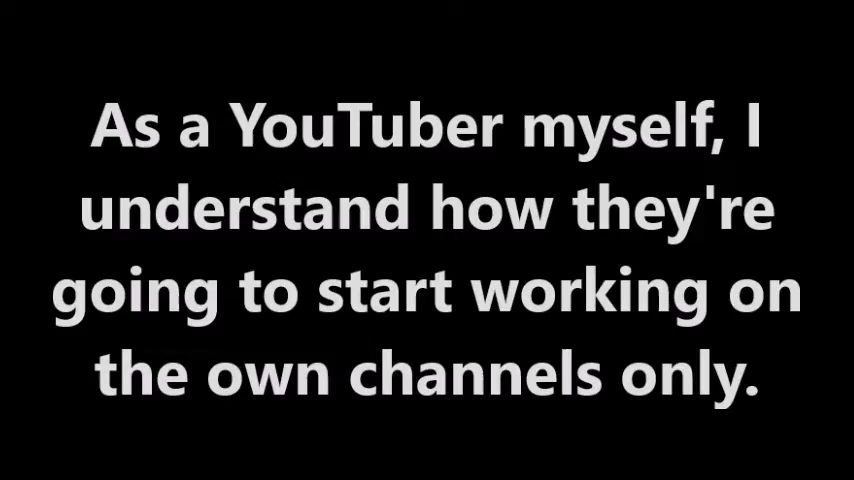 As a YouTuber myself, I
understand how they're
going to start working on
the own channels only.